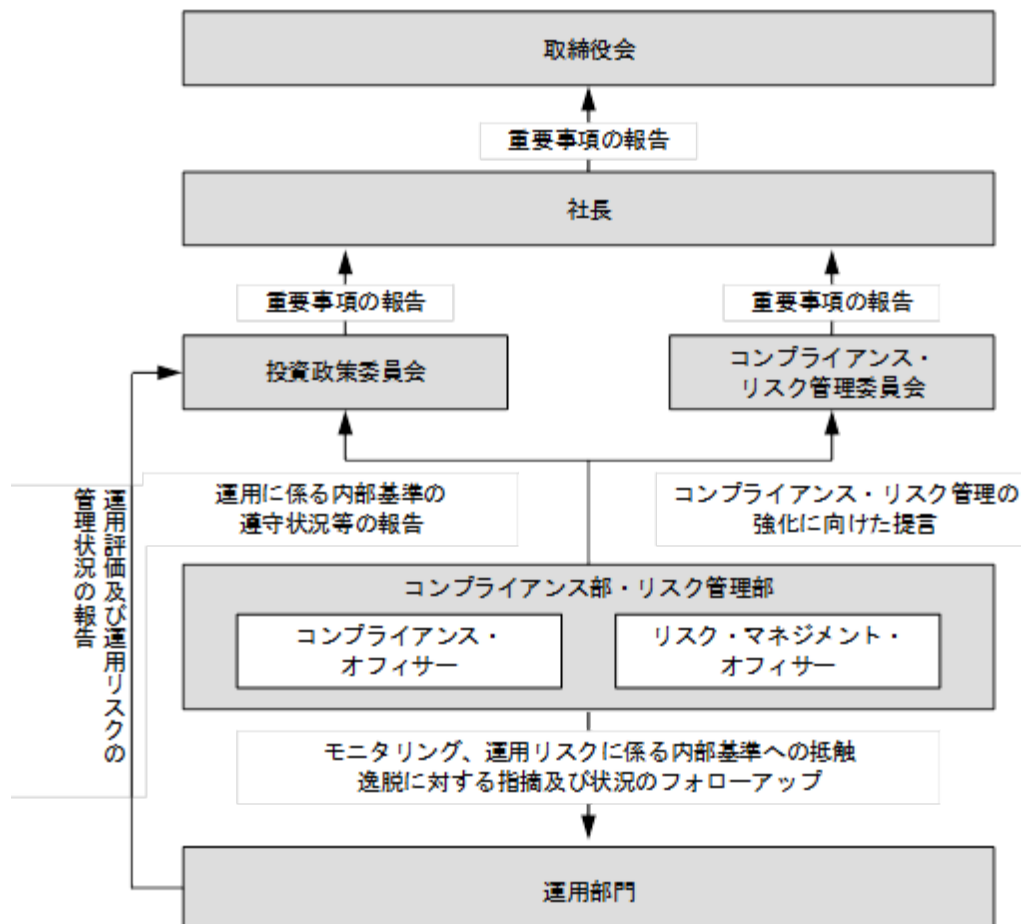 取締役会
重要事項の報告
社長
重要事項の報告
重要事項の報告
投資政策委員会
コンプライアンス・
リスク管理委員会
運用に係る内部基準の
遵守状況等の報告
コンプライアンス・リスク管理の
強化に向けた提言
運用評価及び運用リスクの
管理状況の報告
コンプライアンス部・リスク管理部
コンプライアンス・
オフィサー
リスク・マネジメント・
オフィサー
モニタリング、運用リスクに係る内部基準への抵触
逸脱に対する指摘及び状況のフォローアップ
運用部門